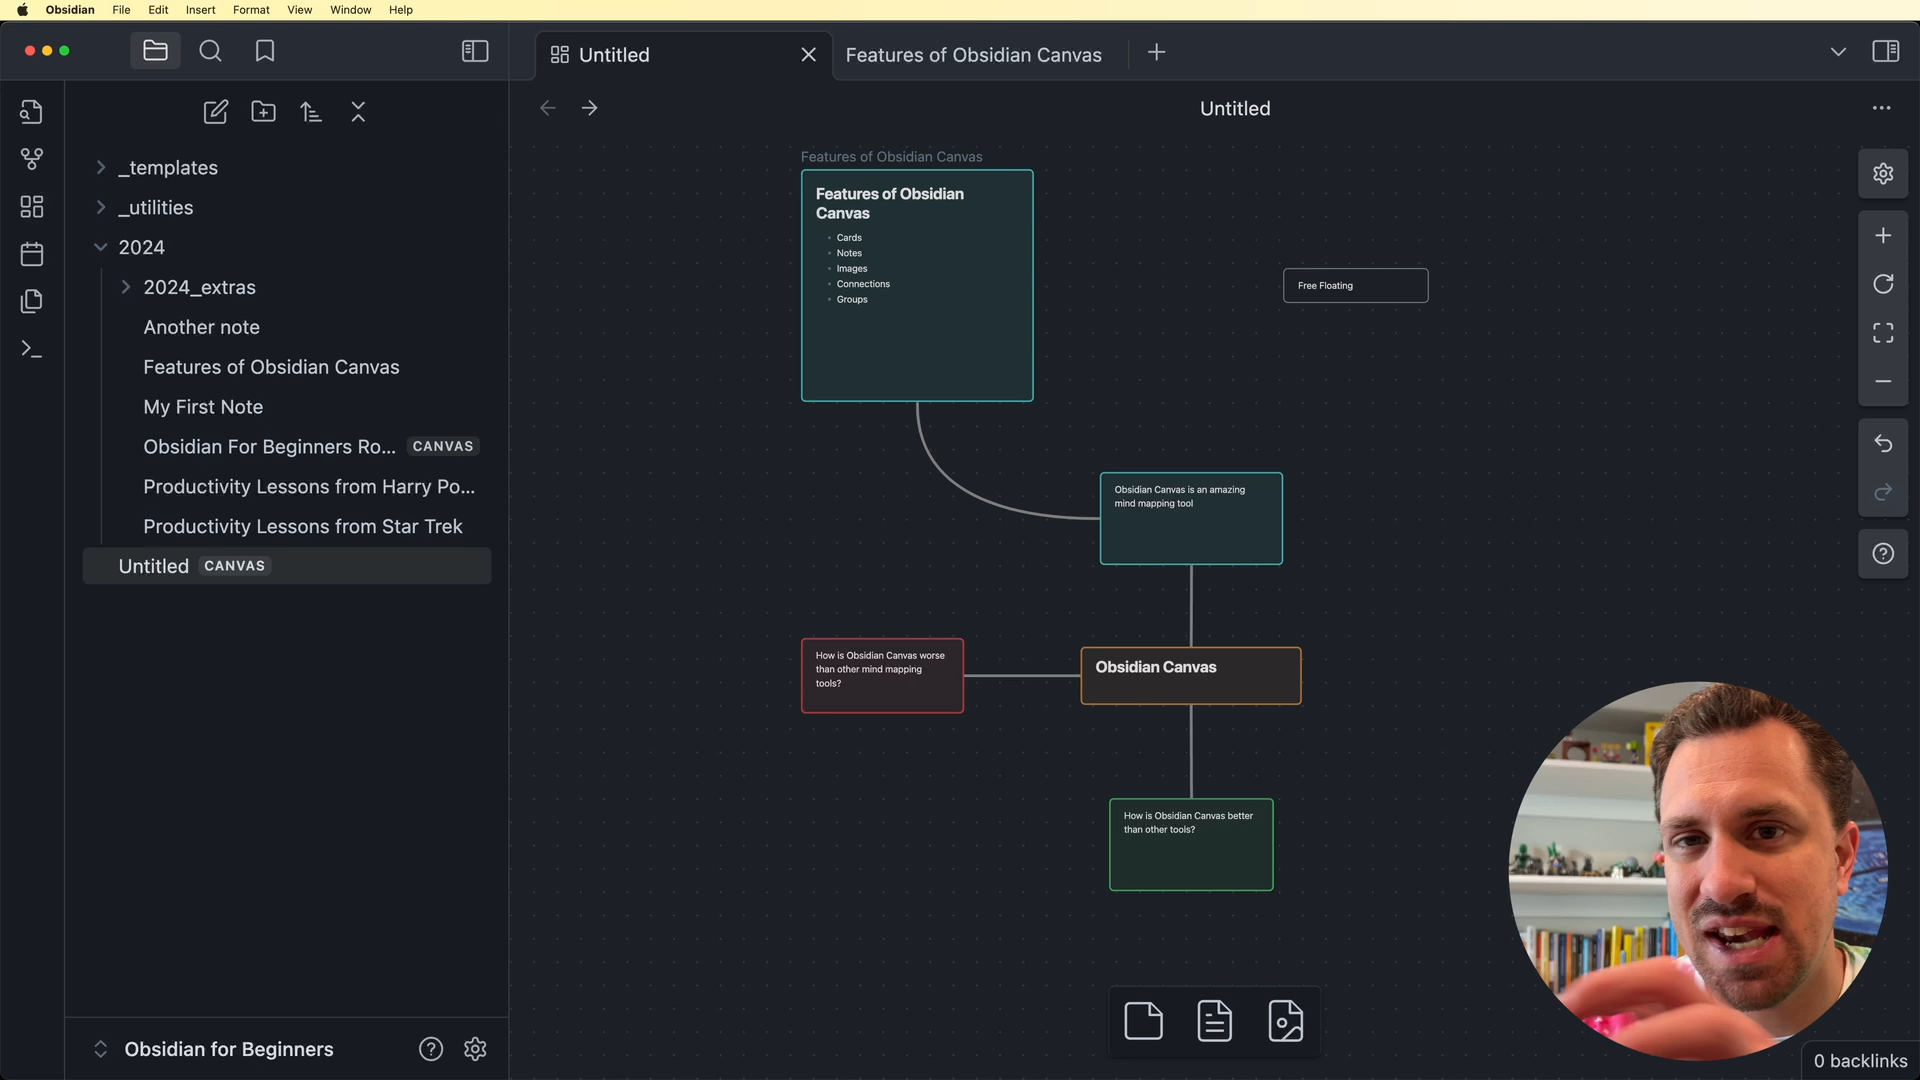 Obsidian File Edit Insert Format View Window Help
Untitled
Features of Obsidian Canvas
Untitled
_templates
_utilities
2024
2024_extras
Another note
Features of Obsidian Canvas
My First Note
Obsidian For Beginners Ro... CANVAS
Productivity Lessons from Harry Po...
Productivity Lessons from Star Trek
Untitled CANVAS
Obsidian for Beginners
Features of Obsidian Canvas
Features of Obsidian
Canvas
Cards
Notes
Images
Connections
Groups
Free Floating
Obsidian Canvas is an amazing
mind mapping tool
How is Obsidian Canvas worse
than other mind mapping
tools?
Obsidian Canvas
How is Obsidian Canvas better
than other tools?
0 backlinks